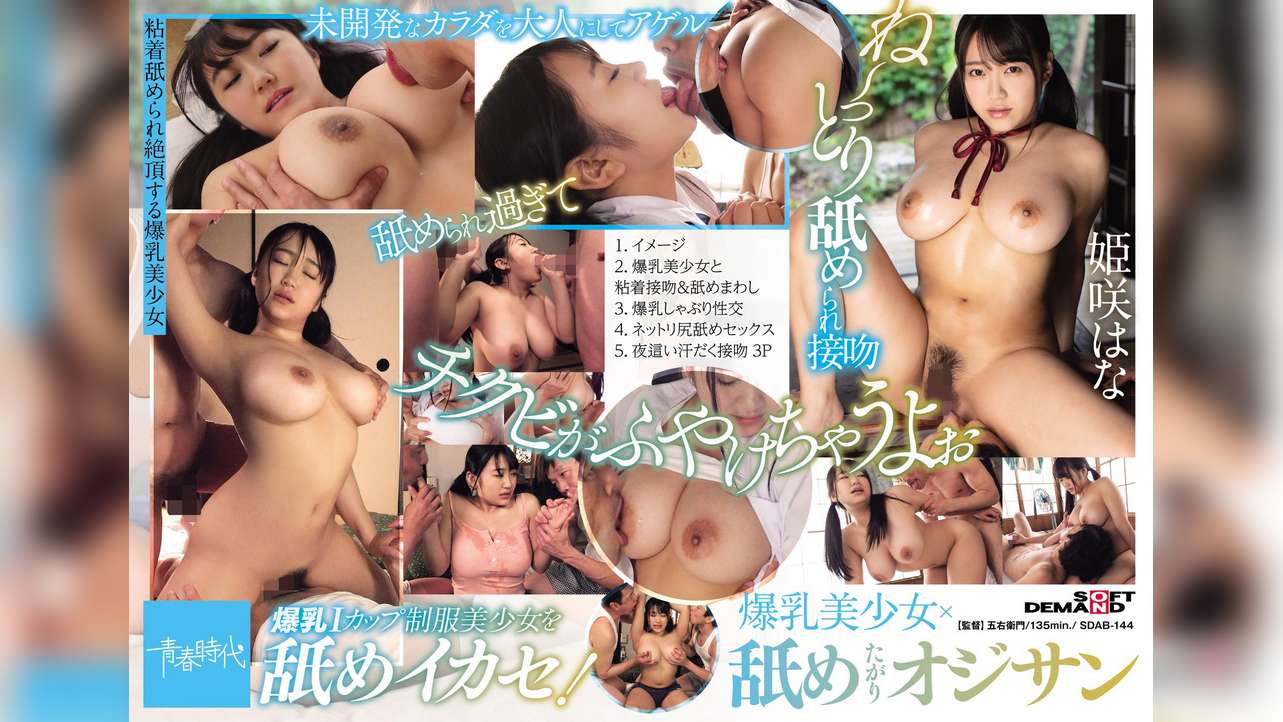 未開発なカラダを大人にしてアゲル
粘着舐められ絶頂する爆乳美少女
ね〜っとり舐められ接吻
姫咲はな
舐められ過ぎて
チクビがふやけちゃうよぉ
1. イメージ
2. 爆乳美少女と
粘着接吻&舐めまわし
3. 爆乳しゃぶり性交
4. ネットリ尻舐めセックス
5. 夜這い汗だく接吻 3P
青春時代
爆乳Iカップ制服美少女を
舐めイカセ!
爆乳美少女×
舐めたがりオジサン
SOFT ON DEMAND
【監督】五右衛門/135min./ SDAB-144